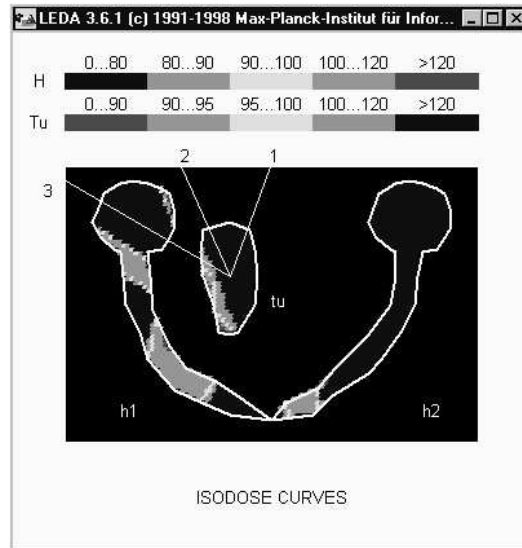 LEDA 3.6.1 (c) 1991-1998 Max-Planck-Institut für Infor...
0...80 80...90 90...100 100...120 >120
H
0...90 90...95 95...100 100...120 >120
Tu
2 1
3
tu
h1 h2
ISODOSE CURVES